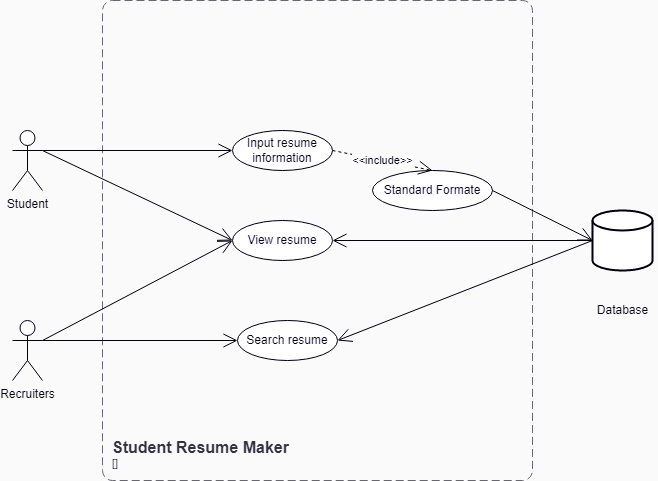 Input resume
information
<<include>>
Standard Formate
Student
View resume
Database
Search resume
Recruiters
Student Resume Maker
[]